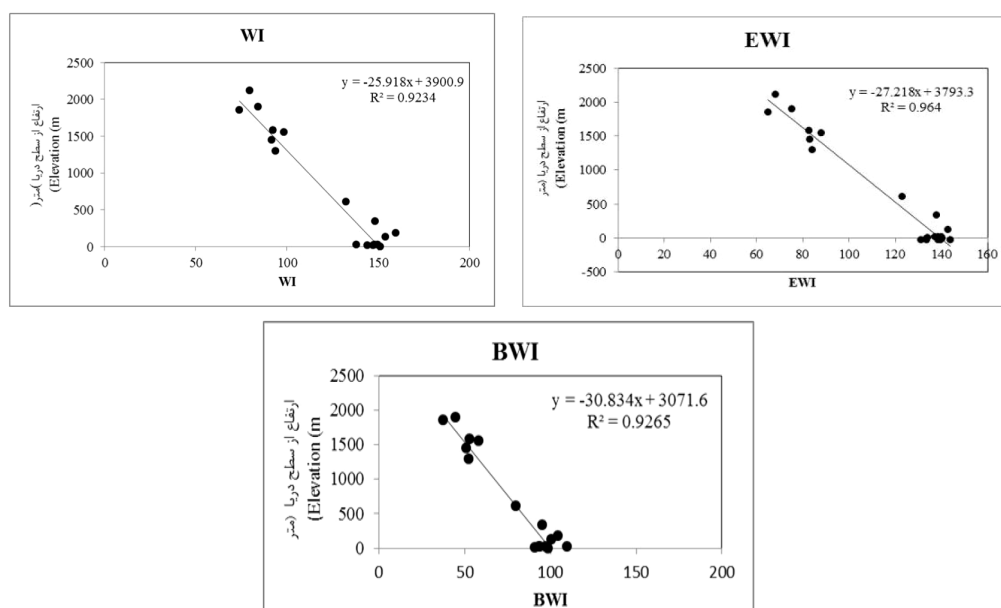 WI
y = -25.918x + 3900.9
R² = 0.9234
2500
2000
1500
1000
500
0
0 50 100 150 200
WI
ارتفاع از سطح دریا )متر(
(Elevation (m
EWI
y = -27.218x + 3793.3
R² = 0.964
2500
2000
1500
1000
500
0
-500
0 20 40 60 80 100 120 140 160
EWI
ارتفاع از سطح دریا (متر
(Elevation (m
BWI
y = -30.834x + 3071.6
R² = 0.9265
2500
2000
1500
1000
500
0
0 50 100 150 200
BWI
ارتفاع از سطح دریا (متر
(Elevation (m